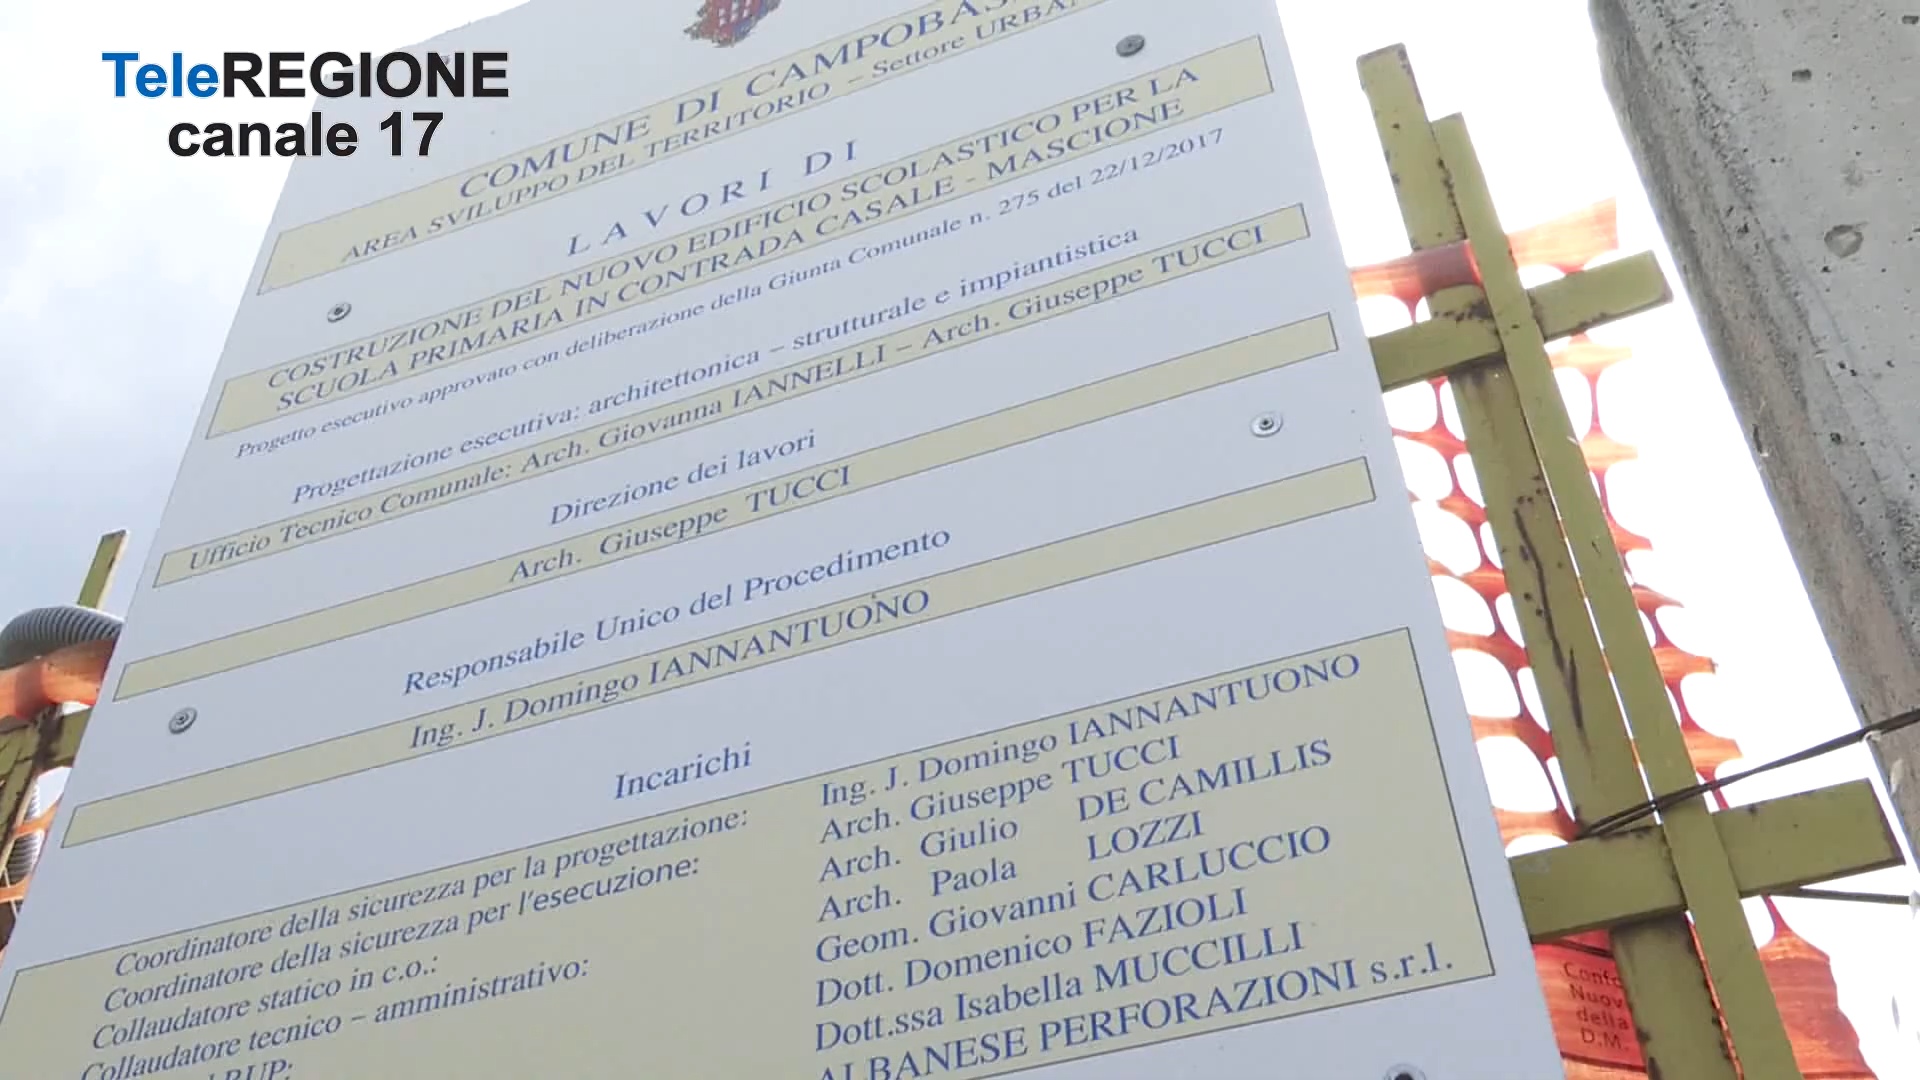 TeleREGIONE
canale 17
COMUNE DI
AREA SVILUPPO DEL TERRITORIO – Settore
LAVORI DI
COSTRUZIONE DEL NUOVO EDIFICIO SCOLASTICO PER LA
SCUOLA PRIMARIA IN CONTRADA CASALE - MASCIONE
Progetto esecutivo approvato con deliberazione della Giunta Comunale n. 275 del 22/12/2017
Progettazione esecutiva: architettonica – strutturale e impiantistica
Ufficio Tecnico Comunale: Arch. Giovanna IANNELLI – Arch. Giuseppe TUCCI
Direzione dei lavori
Arch. Giuseppe TUCCI
Responsabile Unico del Procedimento
Ing. J. Domingo IANNANTUONO
Incarichi
Coordinatore della sicurezza per la progettazione: Ing. J. Domingo IANNANTUONO
Coordinatore della sicurezza per l'esecuzione: Arch. Giuseppe TUCCI
Collaudatore statico in c.o.: Arch. Giulio DE CAMILLIS
Collaudatore tecnico – amministrativo: Arch. Paola LOZZI
RUP: Geom. Giovanni CARLUCCIO
Dott. Domenico FAZIOLI
Dott.ssa Isabella MUCCILLI
ALBANESE PERFORAZIONI s.r.l.
della
D.M.